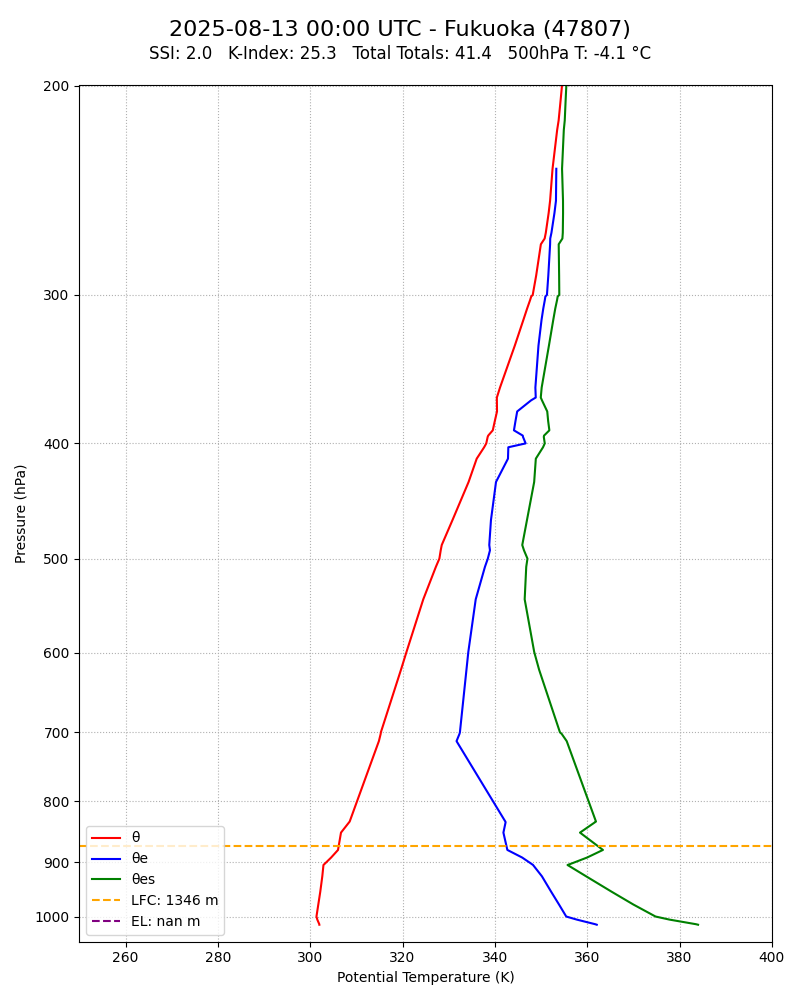 2025-08-13 00:00 UTC - Fukuoka (47807)
SSI: 2.0 K-Index: 25.3 Total Totals: 41.4 500hPa T: -4.1 °C
200
300
400
500
600
700
800
900
1000
Pressure (hPa)
θ
θe
θes
LFC: 1346 m
EL: nan m
260 280 300 320 340 360 380 400
Potential Temperature (K)